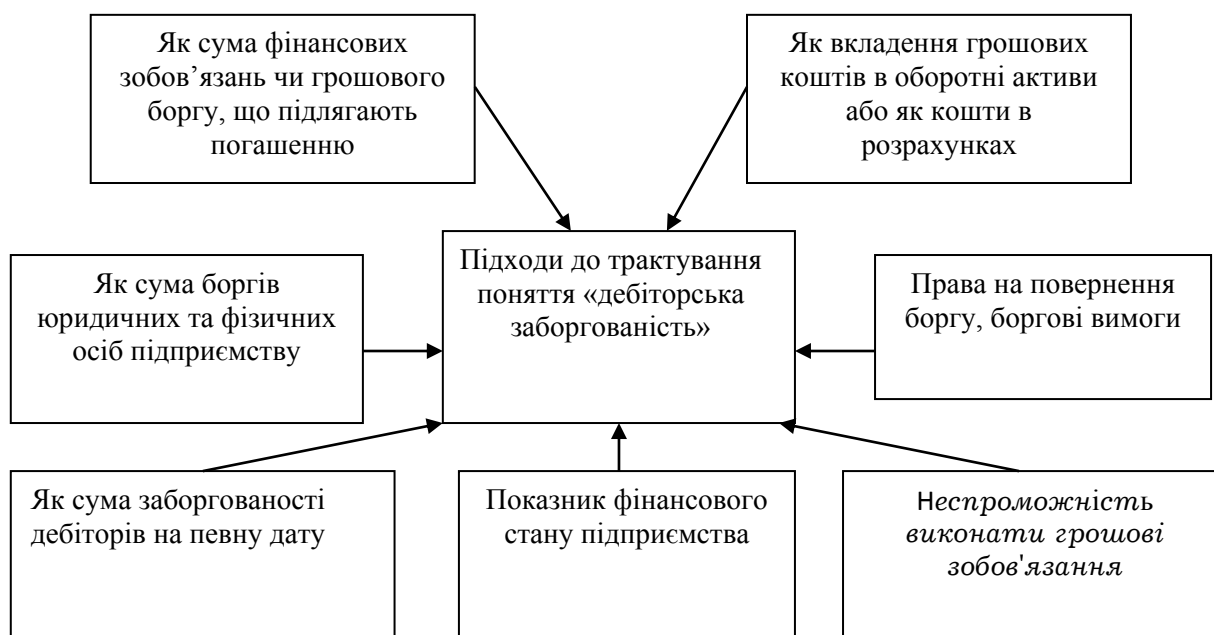 Як сума фінансових
зобов’язань чи грошового
боргу, що підлягають
погашенню
Як вкладення грошових
коштів в оборотні активи
або як кошти в
розрахунках
Як сума боргів
юридичних та фізичних
осіб підприємству
Підходи до трактування
поняття «дебіторська
заборгованість»
Права на повернення
боргу, боргові вимоги
Як сума заборгованості
дебіторів на певну дату
Показник фінансового
стану підприємства
Неспроможність
виконати грошові
зобов'язання